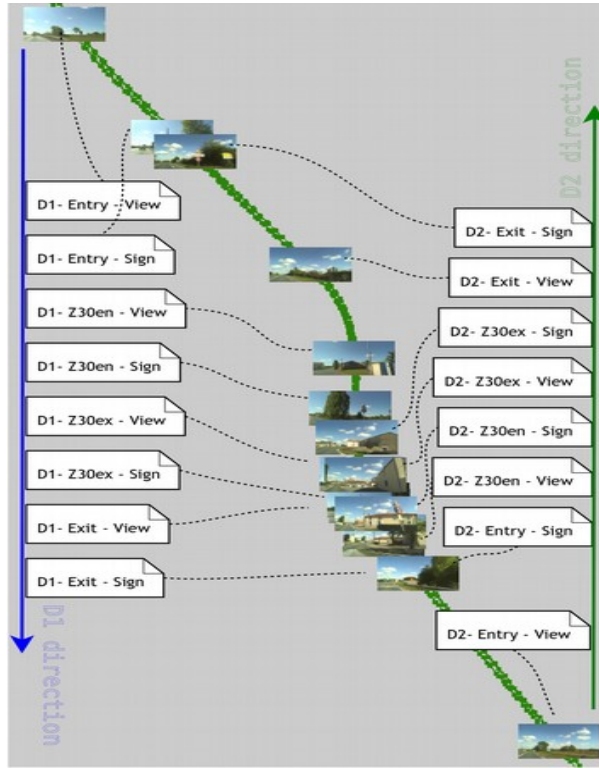 D2 direction
D1- Entry - View
D1- Entry - Sign
D1- Z30en - View
D1- Z30en - Sign
D1- Z30ex - View
D1- Z30ex - Sign
D1- Exit - View
D1- Exit - Sign
D1 direction
D2- Exit - Sign
D2- Exit - View
D2- Z30ex - Sign
D2- Z30ex - View
D2- Z30en - Sign
D2- Z30en - View
D2- Entry - Sign
D2- Entry - View